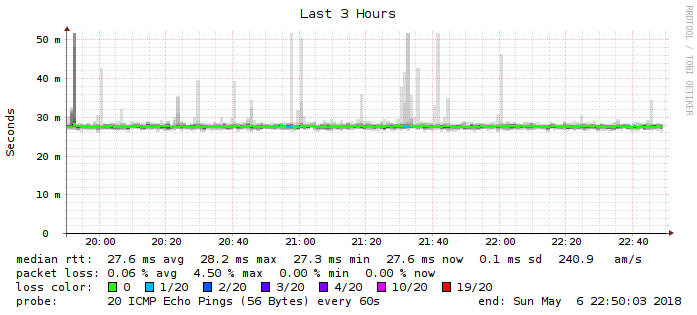 Last 3 Hours
RRDTOOL / TOBI OETIKER
Seconds
50 m
40 m
30 m
20 m
10 m
0
20:00 20:20 20:40 21:00 21:20 21:40 22:00 22:20 22:40
median rtt: 27.6 ms avg 28.2 ms max 27.3 ms min 27.6 ms now 0.1 ms sd 240.9 am/s
packet loss: 0.06 % avg 4.50 % max 0.00 % min 0.00 % now
loss color: 0 1/20 2/20 3/20 4/20 10/20 19/20
probe: 20 ICMP Echo Pings (56 Bytes) every 60s end: Sun May 6 22:50:03 2018